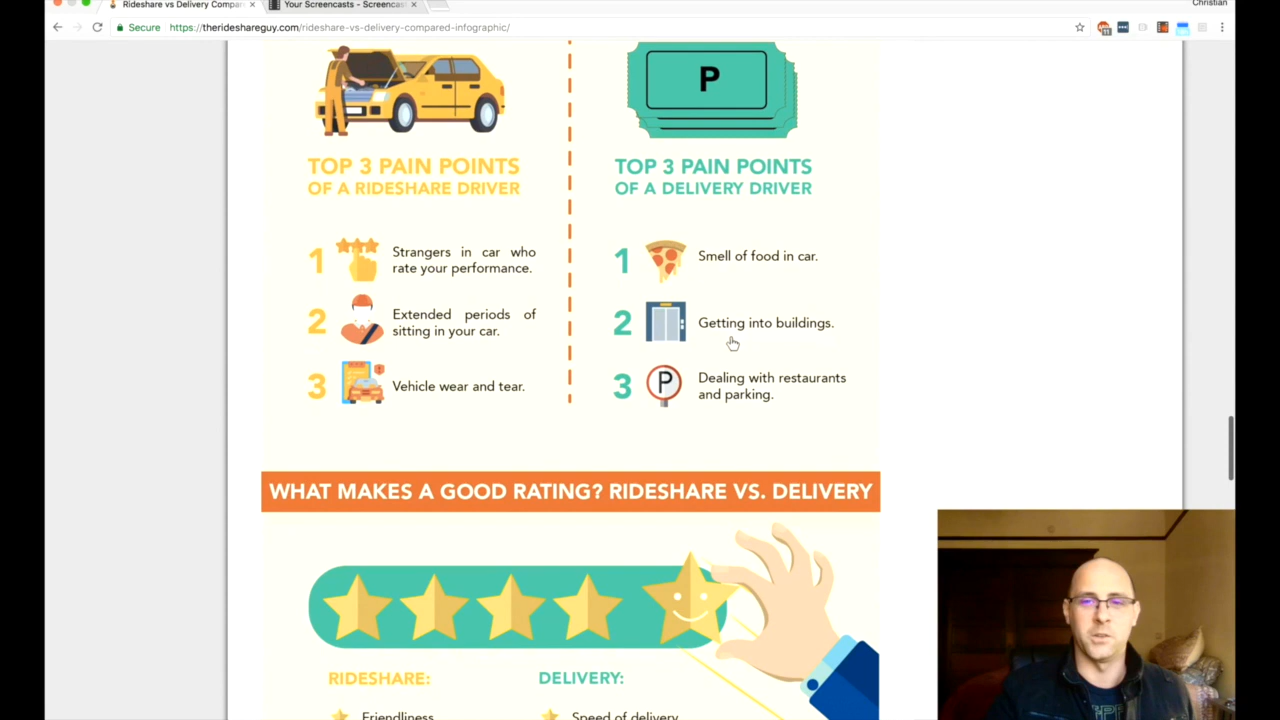 Rideshare vs Delivery Compar
Your Screencasts - Screencas
Christian
Secure
https://therideshareguy.com/rideshare-vs-delivery-compared-infographic/
11
P
TOP 3 PAIN POINTS
OF A RIDESHARE DRIVER
1
Strangers in car who
rate your performance.
2
Extended periods of
sitting in your car.
3
Vehicle wear and tear.
TOP 3 PAIN POINTS
OF A DELIVERY DRIVER
1
Smell of food in car.
2
Getting into buildings.
3
P
Dealing with restaurants
and parking.
WHAT MAKES A GOOD RATING? RIDESHARE VS. DELIVERY
RIDESHARE:
Friendliness
DELIVERY:
Speed of delivery